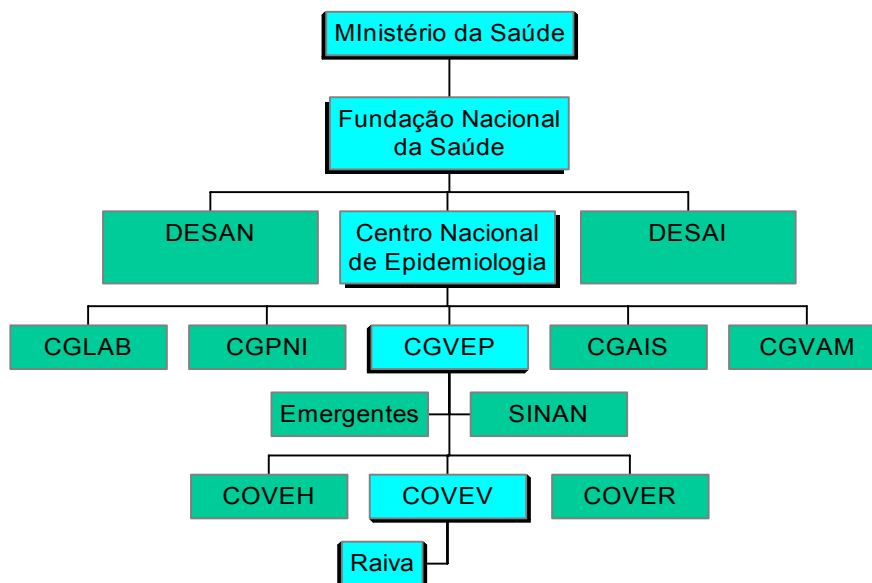 MInistério da Saúde
Fundação Nacional
da Saúde
DESAN
Centro Nacional
de Epidemiologia
DESAI
CGLAB
CGPNI
CGVEP
CGAIS
CGVAM
Emergentes
SINAN
COVEH
COVEV
COVER
Raiva